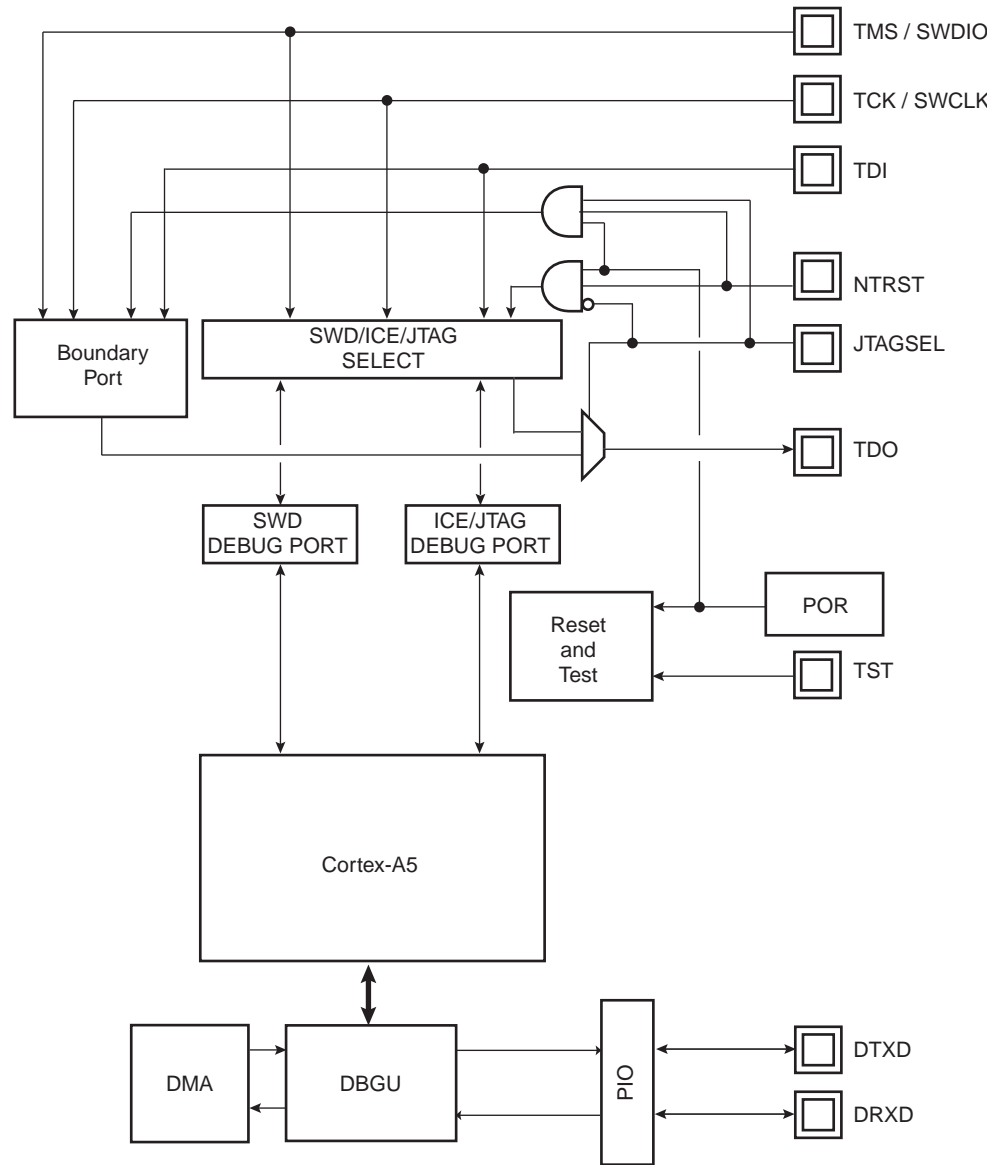 TMS / SWDIO
TCK / SWCLK
TDI
NTRST
SWD/ICE/JTAG
SELECT
Boundary
Port
JTAGSEL
TDO
SWD
DEBUG PORT
ICE/JTAG
DEBUG PORT
POR
Reset
and
Test
TST
Cortex-A5
DMA
DBGU
PIO
DTXD
DRXD